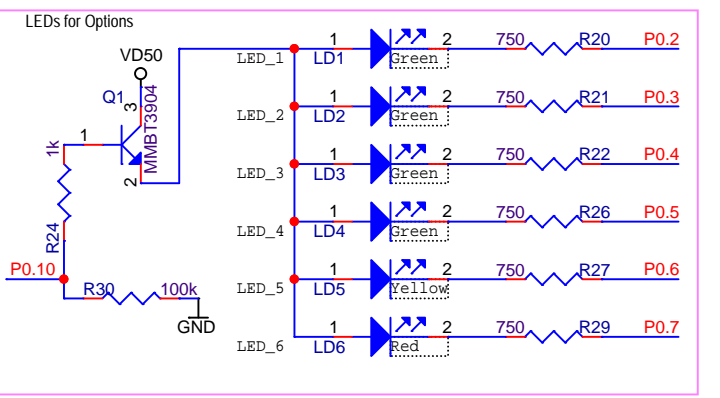 LEDs for Options
VD50
Q1
3
MMBT3904
1
2
1k
R24
P0.10
R30 100k
GND
LED_1 1 LD1 Green 2 750 R20 P0.2
LED_2 1 LD2 Green 2 750 R21 P0.3
LED_3 1 LD3 Green 2 750 R22 P0.4
LED_4 1 LD4 Green 2 750 R26 P0.5
LED_5 1 LD5 Yellow 2 750 R27 P0.6
LED_6 1 LD6 Red 2 750 R29 P0.7